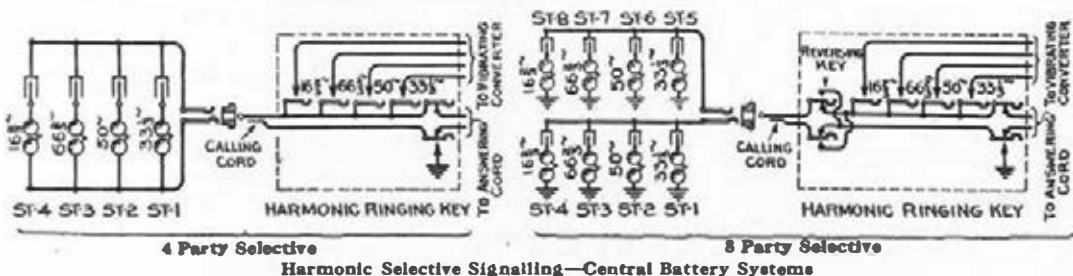 ST-8 ST-7 ST-6 ST-5
REVERSING KEY
16⅔~ 66⅔~ 50~ 33⅓~
TO VIBRATING CONVERTER
16⅔~ 66⅔~ 50~ 33⅓~
CALLING CORD
TO ANSWERING CORD
ST-4 ST-3 ST-2 ST-1
HARMONIC RINGING KEY
4 Party Selective
16⅔~ 66⅔~ 50~ 33⅓~
16⅔~ 66⅔~ 50~ 33⅓~
TO VIBRATING CONVERTER
16⅔~ 66⅔~ 50~ 33⅓~
CALLING CORD
TO ANSWERING CORD
ST-4 ST-3 ST-2 ST-1
HARMONIC RINGING KEY
8 Party Selective
Harmonic Selective Signalling—Central Battery Systems